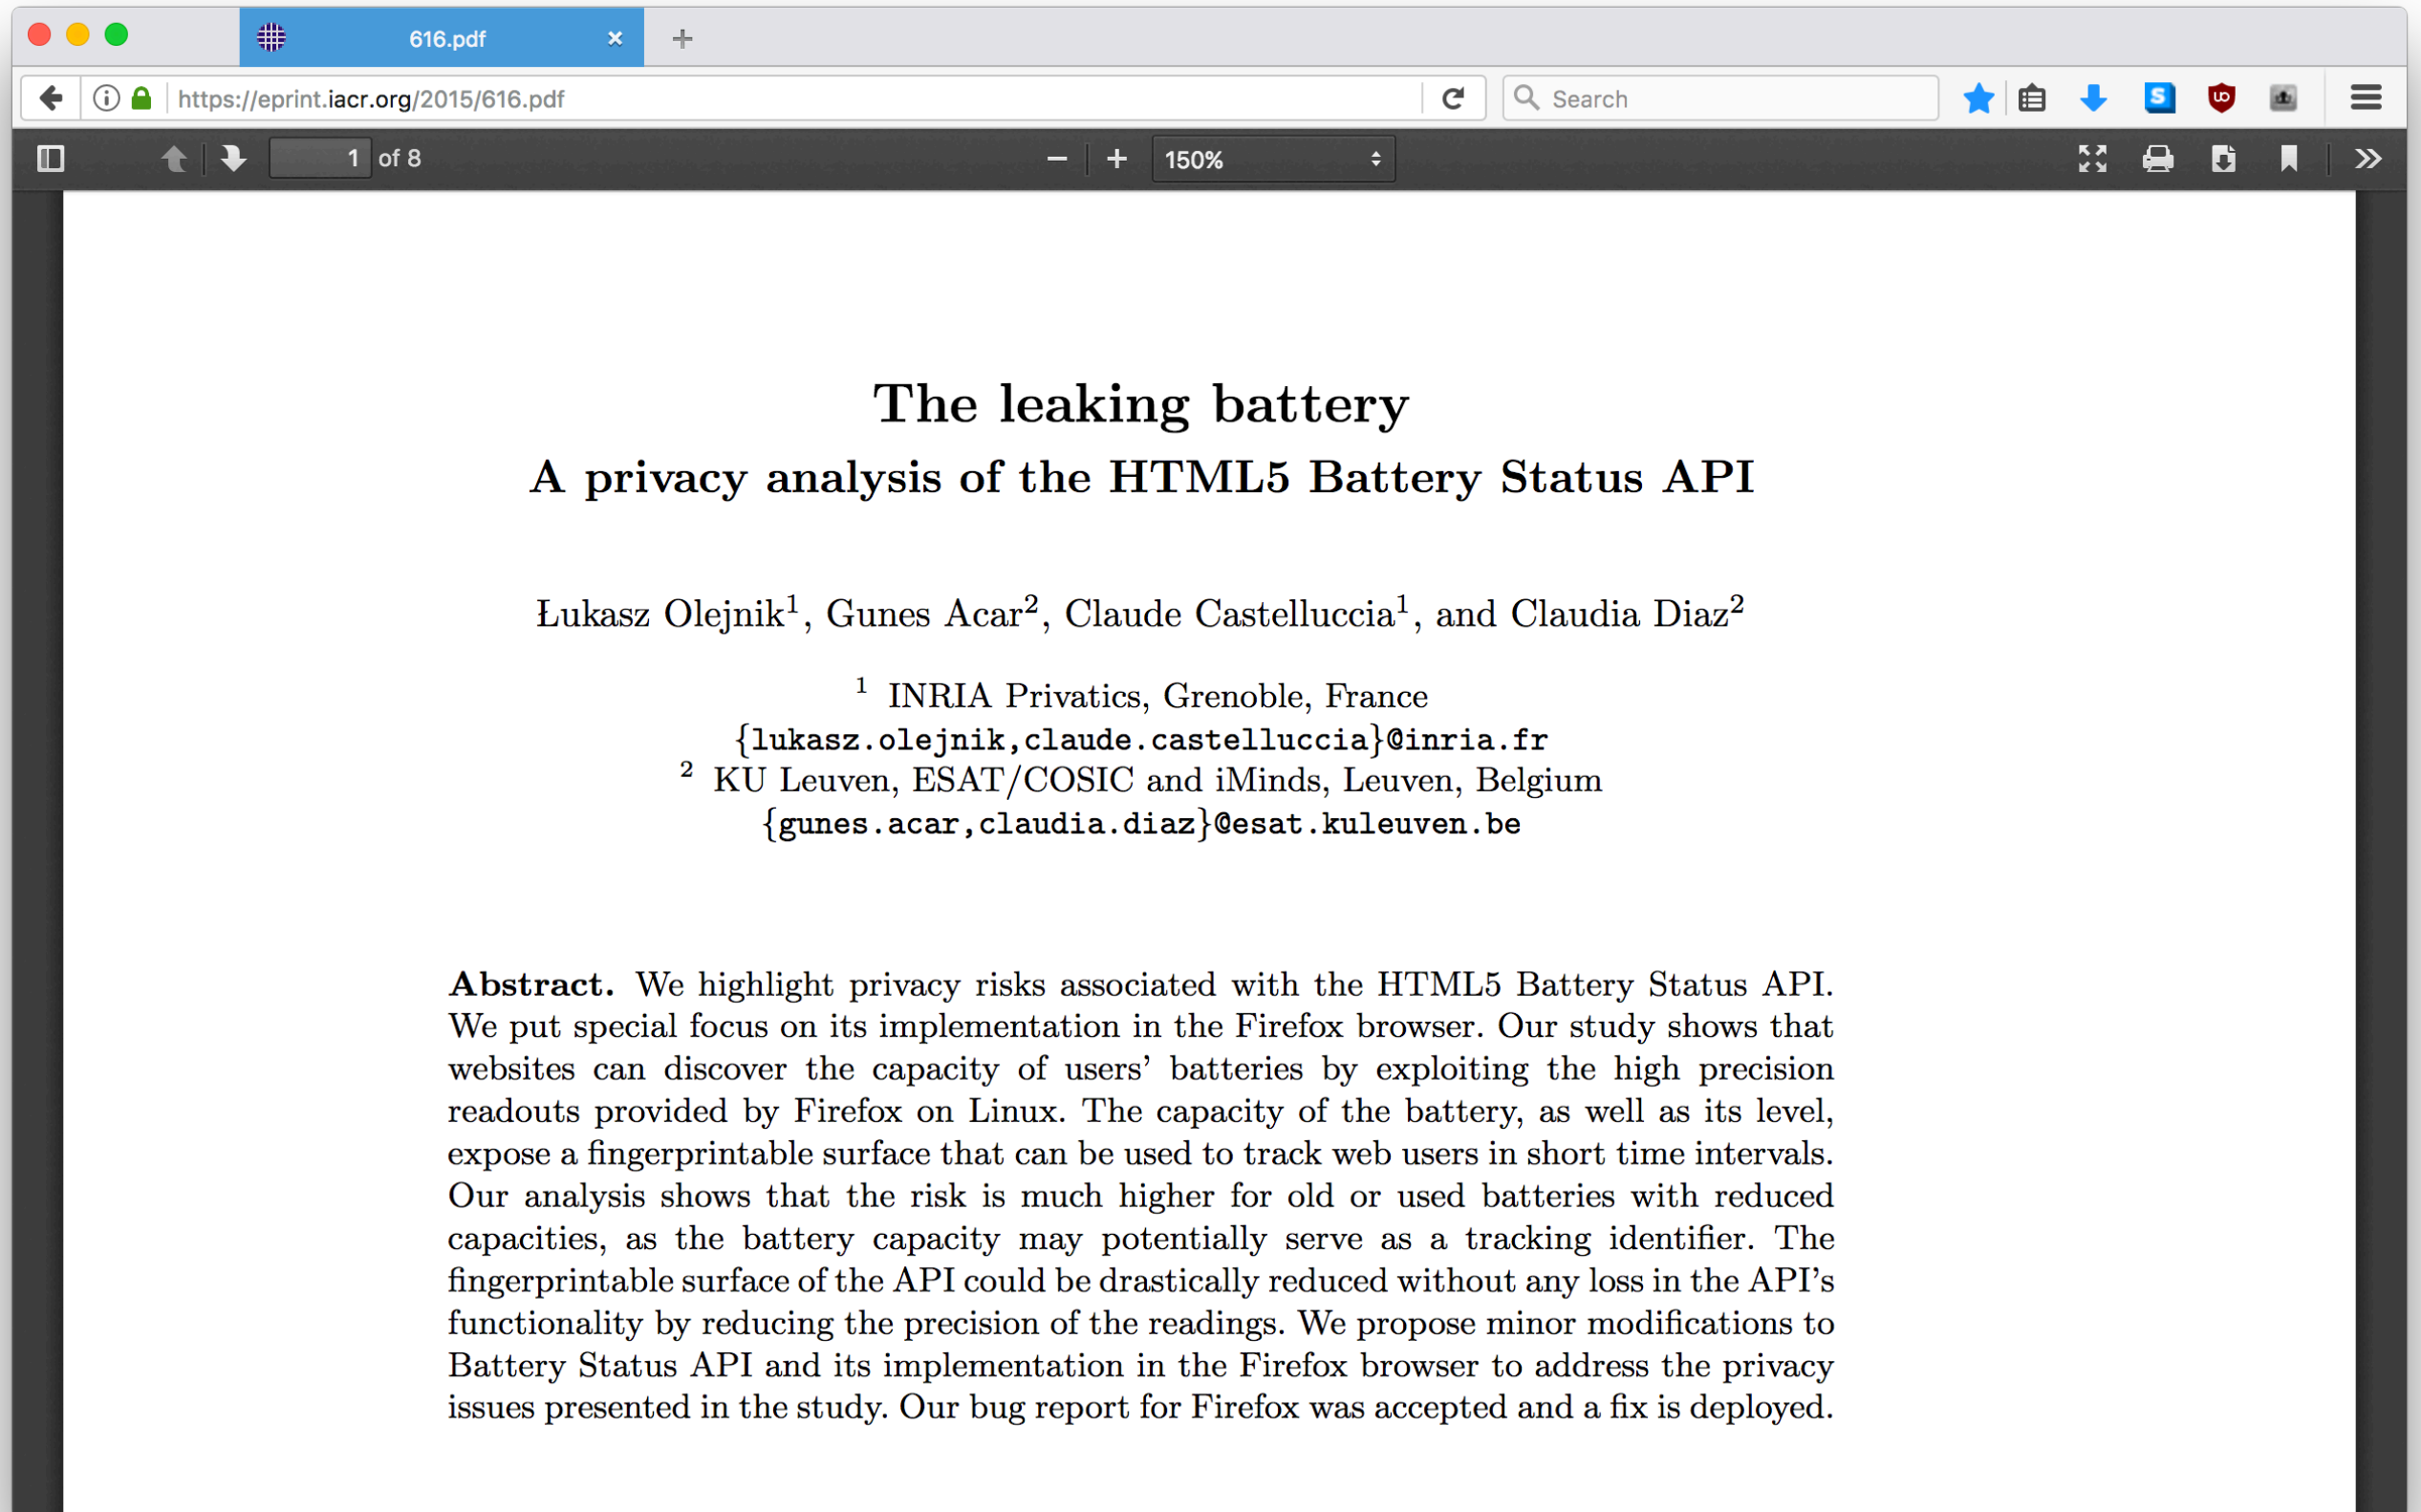 616.pdf
https://eprint.iacr.org/2015/616.pdf
Search
S
1 of 8
150%
The leaking battery
A privacy analysis of the HTML5 Battery Status API
Łukasz Olejnik1, Gunes Acar2, Claude Castelluccia1, and Claudia Diaz2
1 INRIA Privatics, Grenoble, France
{lukasz.olejnik,claude.castelluccia}@inria.fr
2 KU Leuven, ESAT/COSIC and iMinds, Leuven, Belgium
{gunes.acar,claudia.diaz}@esat.kuleuven.be
Abstract. We highlight privacy risks associated with the HTML5 Battery Status API.
We put special focus on its implementation in the Firefox browser. Our study shows that
websites can discover the capacity of users’ batteries by exploiting the high precision
readouts provided by Firefox on Linux. The capacity of the battery, as well as its level,
expose a fingerprintable surface that can be used to track web users in short time intervals.
Our analysis shows that the risk is much higher for old or used batteries with reduced
capacities, as the battery capacity may potentially serve as a tracking identifier. The
fingerprintable surface of the API could be drastically reduced without any loss in the API’s
functionality by reducing the precision of the readings. We propose minor modifications to
Battery Status API and its implementation in the Firefox browser to address the privacy
issues presented in the study. Our bug report for Firefox was accepted and a fix is deployed.